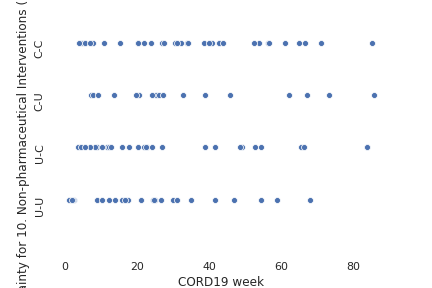 ainty for 10. Non-pharmaceutical Interventions (
C-C
C-U
U-C
U-U
0 20 40 60 80
CORD19 week